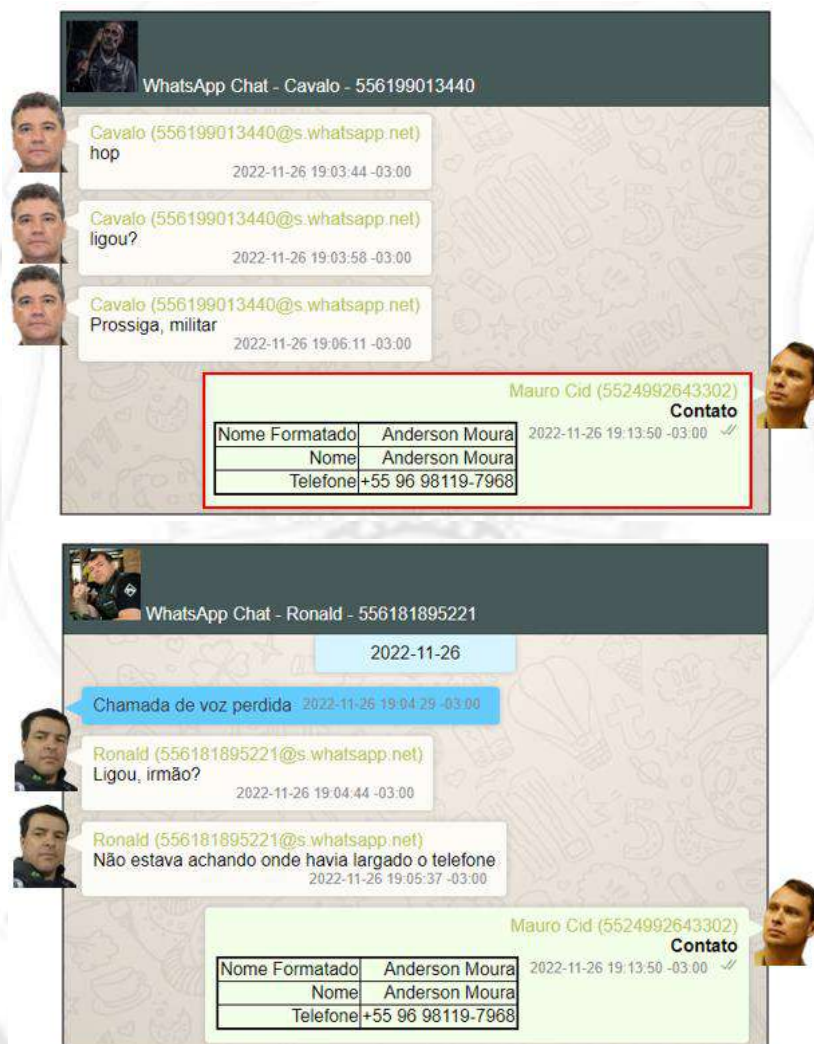 WhatsApp Chat - Cavalo - 556199013440
Cavalo (556199013440@s.whatsapp.net)
hop
2022-11-26 19:03:44 -03:00
Cavalo (556199013440@s.whatsapp.net)
ligou?
2022-11-26 19:03:58 -03:00
Cavalo (556199013440@s.whatsapp.net)
Prossiga, militar
2022-11-26 19:06:11 -03:00
Mauro Cid (5524992643302)
Contato
Nome Formatado Anderson Moura 2022-11-26 19:13:50 -03:00
Nome Anderson Moura
Telefone +55 96 98119-7968
WhatsApp Chat - Ronald - 556181895221
2022-11-26
Chamada de voz perdida 2022-11-26 19:04:29 -03:00
Ronald (556181895221@s.whatsapp.net)
Ligou, irmão?
2022-11-26 19:04:44 -03:00
Ronald (556181895221@s.whatsapp.net)
Não estava achando onde havia largado o telefone
2022-11-26 19:05:37 -03:00
Mauro Cid (5524992643302)
Contato
Nome Formatado Anderson Moura 2022-11-26 19:13:50 -03:00
Nome Anderson Moura
Telefone +55 96 98119-7968